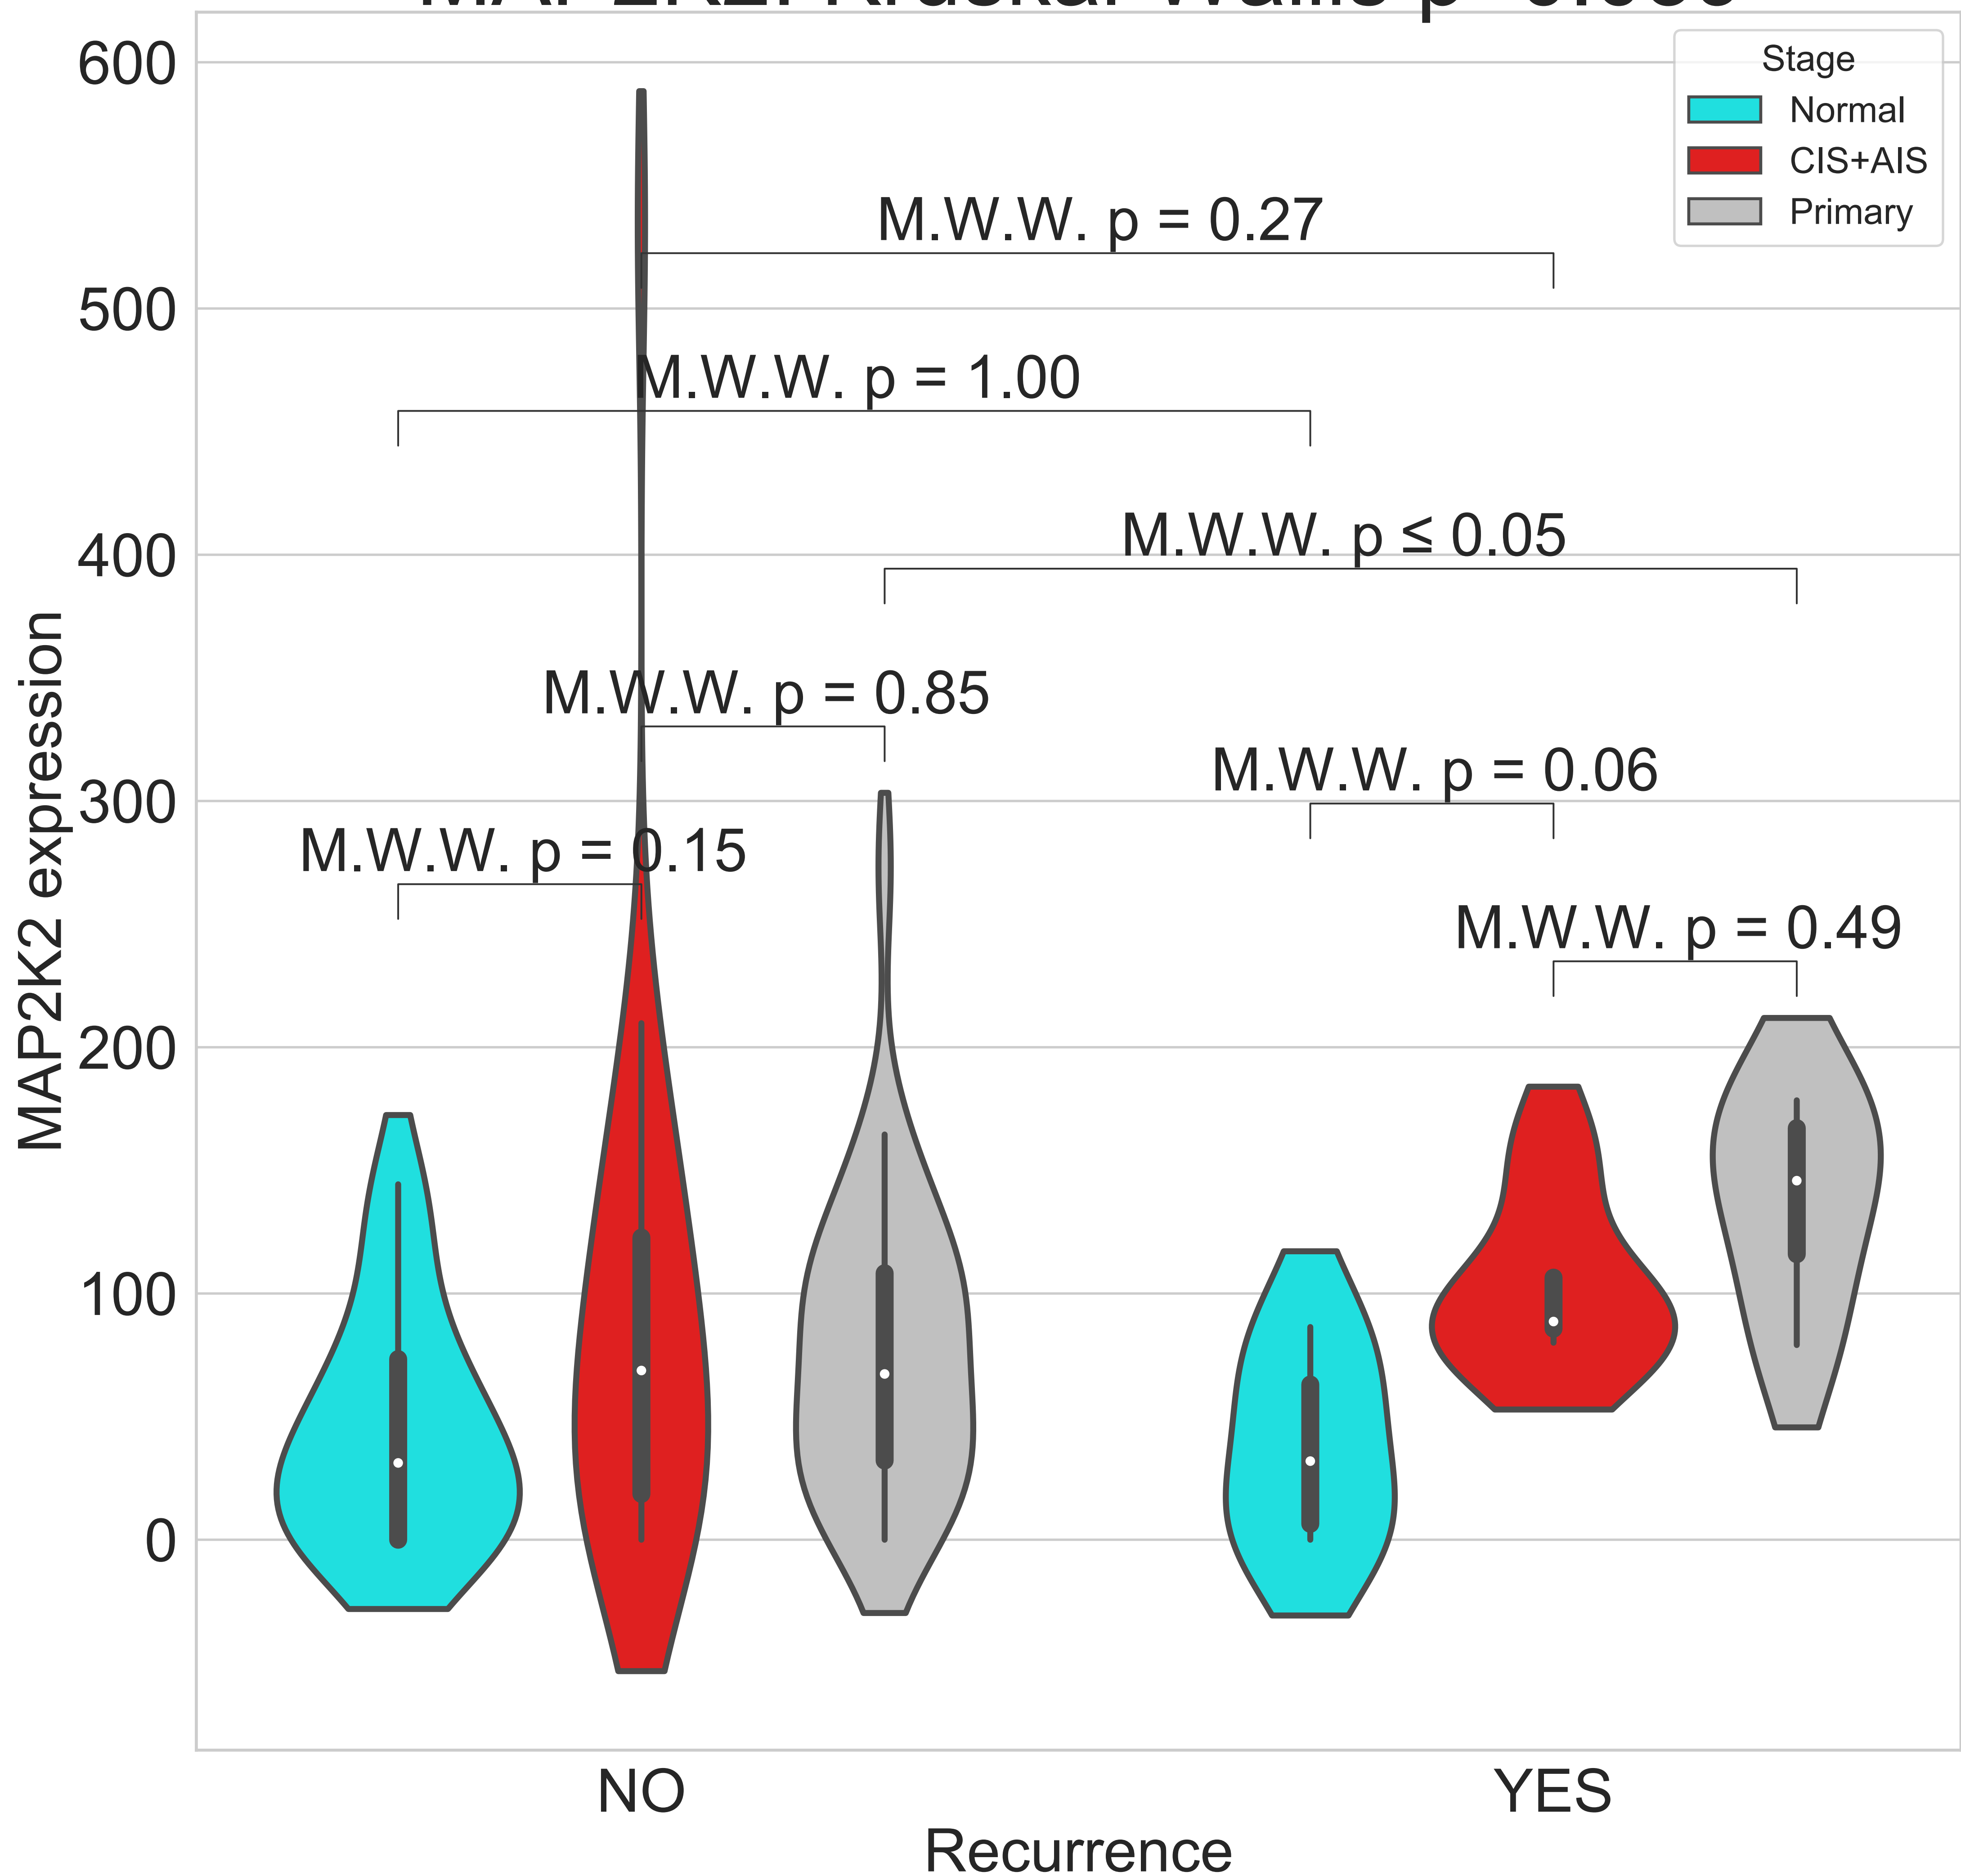 600
Stage
Normal
CIS+AIS
Primary
M.W.W. p = 0.27
500
M.W.W. p = 1.00
M.W.W. p ≤ 0.05
400
M.W.W. p = 0.85
M.W.W. p = 0.06
300
M.W.W. p = 0.15
M.W.W. p = 0.49
200
100
0
MAP2K2 expression
NO
YES
Recurrence